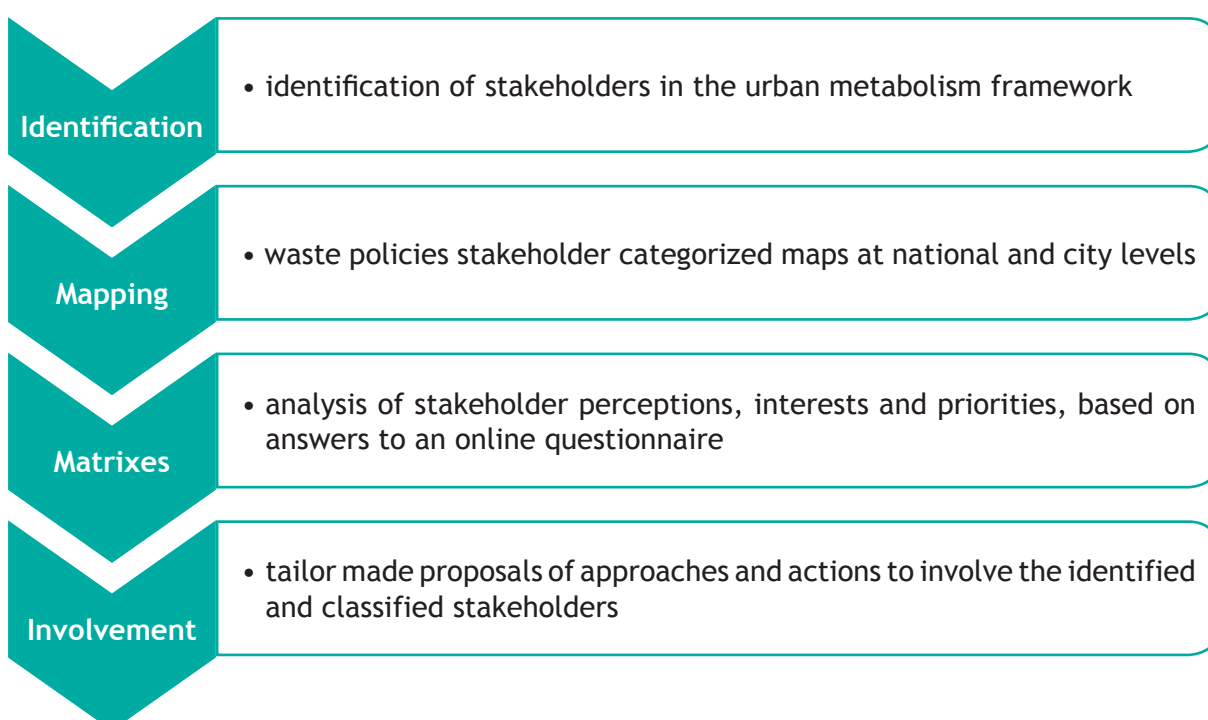 Identification
• identification of stakeholders in the urban metabolism framework
Mapping
• waste policies stakeholder categorized maps at national and city levels
Matrixes
• analysis of stakeholder perceptions, interests and priorities, based on
answers to an online questionnaire
Involvement
• tailor made proposals of approaches and actions to involve the identified
and classified stakeholders